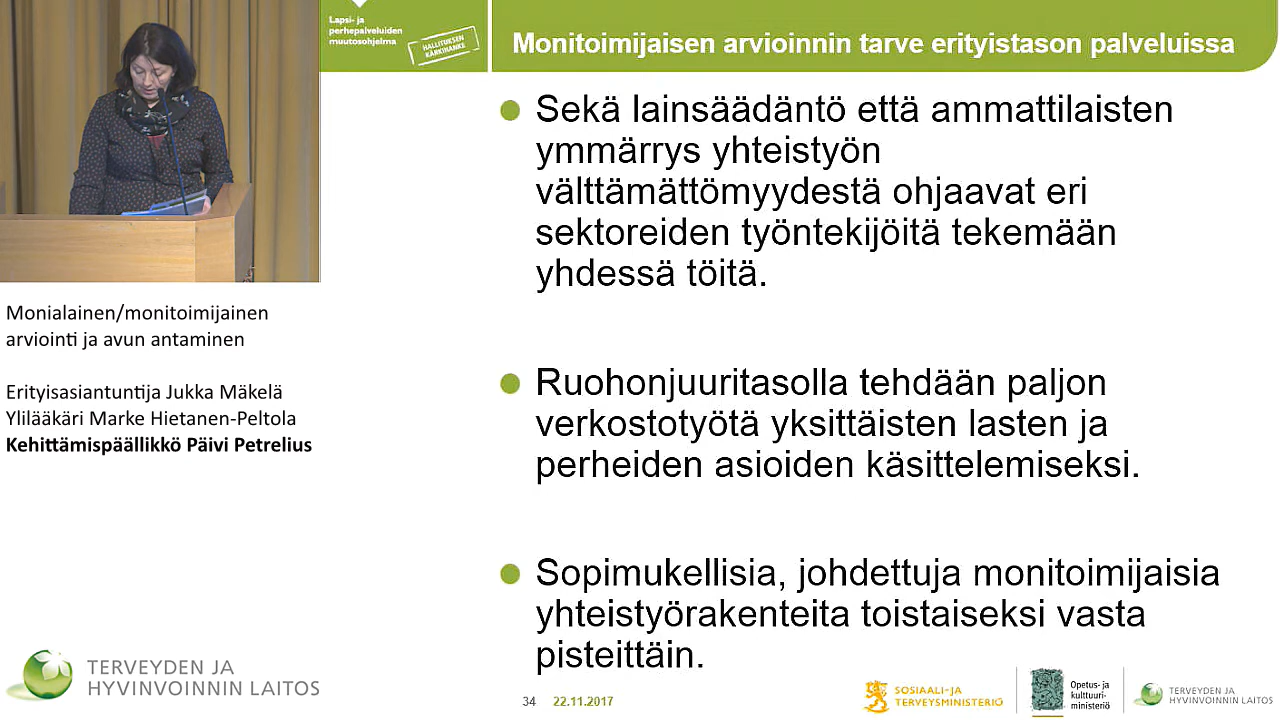 Lapsi- ja
perhepalveluiden
muutosohjelma
HALLITUKSEN
KÄRKIHANKE
Monitoimijaisen arvioinnin tarve erityistason palveluissa
Sekä lainsäädäntö että ammattilaisten
ymmärrys yhteistyön
välttämättömyydestä ohjaavat eri
sektoreiden työntekijöitä tekemään
yhdessä töitä.
Ruohonjuuritasolla tehdään paljon
verkostotyötä yksittäisten lasten ja
perheiden asioiden käsittelemiseksi.
Sopimukellisia, johdettuja monitoimijaisia
yhteistyörakenteita toistaiseksi vasta
pisteittäin.
Monialainen/monitoimijainen
arviointi ja avun antaminen
Erityisasiantuntija Jukka Mäkelä
Ylilääkäri Marke Hietanen-Peltola
Kehittämispäällikkö Päivi Petrelius
TERVEYDEN JA
HYVINVOINNIN LAITOS
34 22.11.2017
SOSIAALI- JA
TERVEYSMINISTERIÖ
Opetus- ja
kulttuuri-
ministeriö
TERVEYDEN JA
HYVINVOINNIN LAITOS